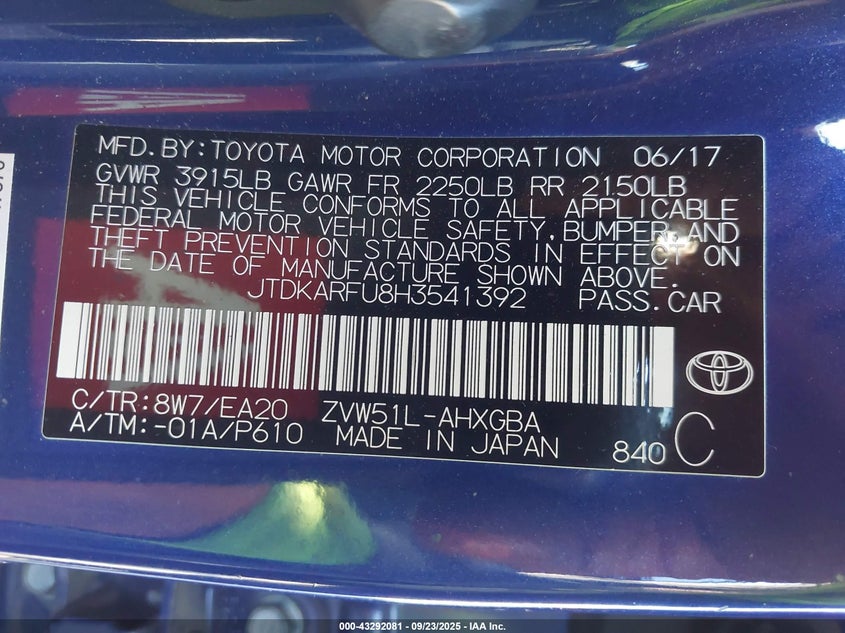 MFD.BY:TOYOTA MOTOR CORPORATION 06/17
GVWR 3915LB GAWR FR 2250LB RR 2150LB
THIS VEHICLE CONFORMS TO ALL APPLICABLE
FEDERAL MOTOR VEHICLE SAFETY,BUMPER,AND
THEFT PREVENTION STANDARDS IN EFFECT ON
THE DATE OF MANUFACTURE SHOWN ABOVE.
JTDKARFU8H3541392 PASS.CAR
C/TR:8W7/EA20 ZVW51L-AHXGBA
A/TM:-01A/P610 MADE IN JAPAN 840 C
000-43292081 - 09/23/2025 - IAA Inc.